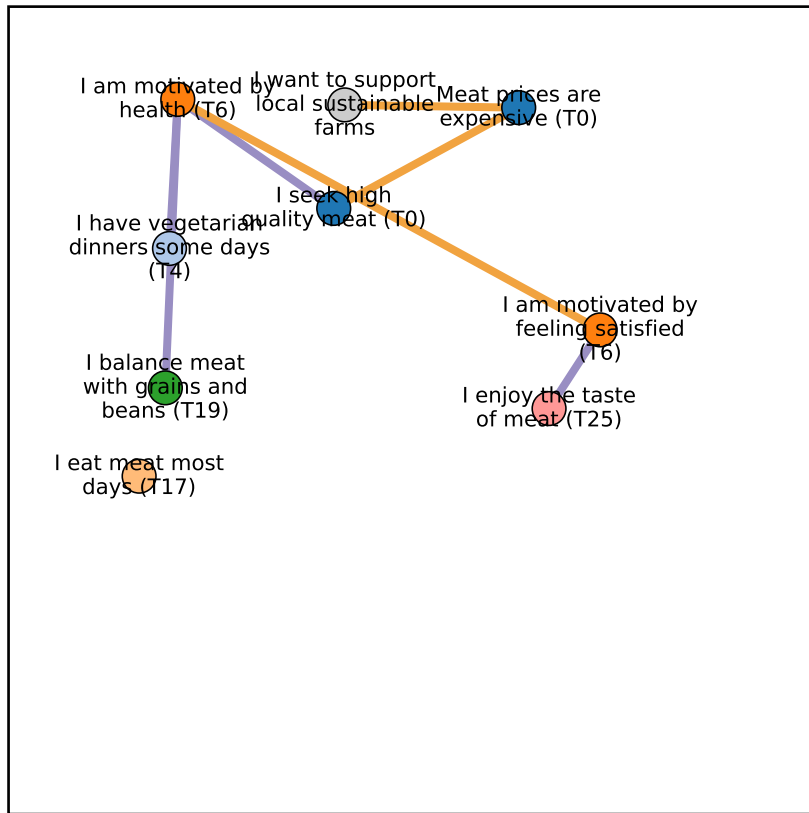 I am motivated by
health (T6)
I want to support
local sustainable
farms
Meat prices are
expensive (T0)
I seek high
quality meat (T0)
I have vegetarian
dinners some days
(T4)
I am motivated by
feeling satisfied
(T6)
I balance meat
with grains and
beans (T19)
I enjoy the taste
of meat (T25)
I eat meat most
days (T17)